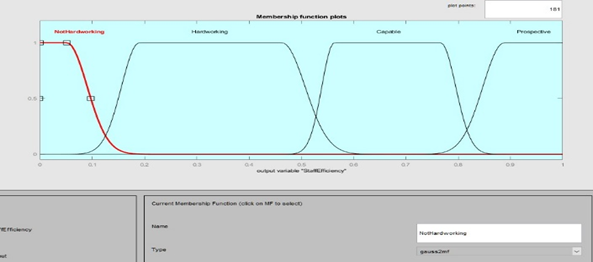 plot points:
181
Membership function plots
NotHardworking Hardworking Capable Prospective
1
0.5
0
0 0.1 0.2 0.3 0.4 0.5 0.6 0.7 0.8 0.9 1
output variable "StaffEfficiency"
Current Membership Function (click on MF to select)
Name
NotHardworking
Type
gauss2mf